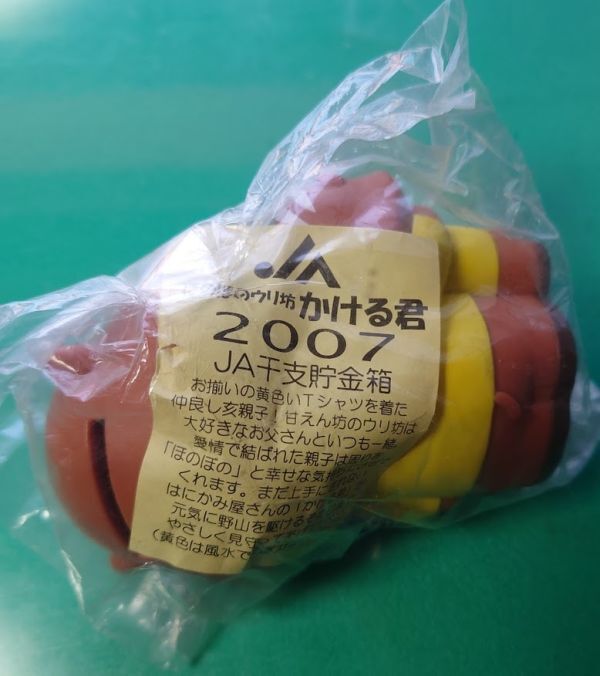 JA
のウリ坊 かける君
2007
JA干支貯金箱
お揃いの黄色いTシャツを着た
仲良し亥親子！甘えん坊のウリ坊は
大好きなお父さんといつも一緒
愛情で結ばれた親子は
「ほのぼの」と幸せな気持
くれます。まだ上手に
はにかみ屋さんの「か
元気に野山を駆ける
やさしく見守って
(黄色は風水で